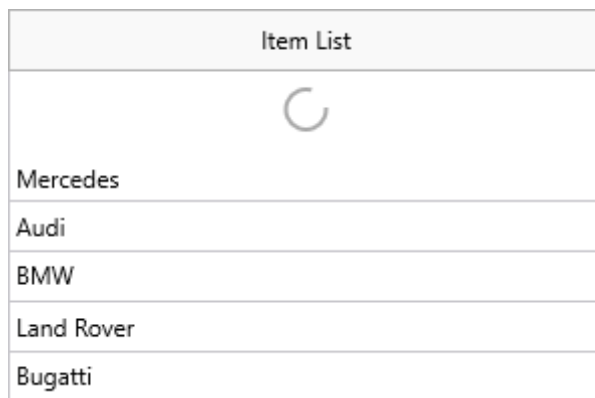 Item List
Mercedes
Audi
BMW
Land Rover
Bugatti